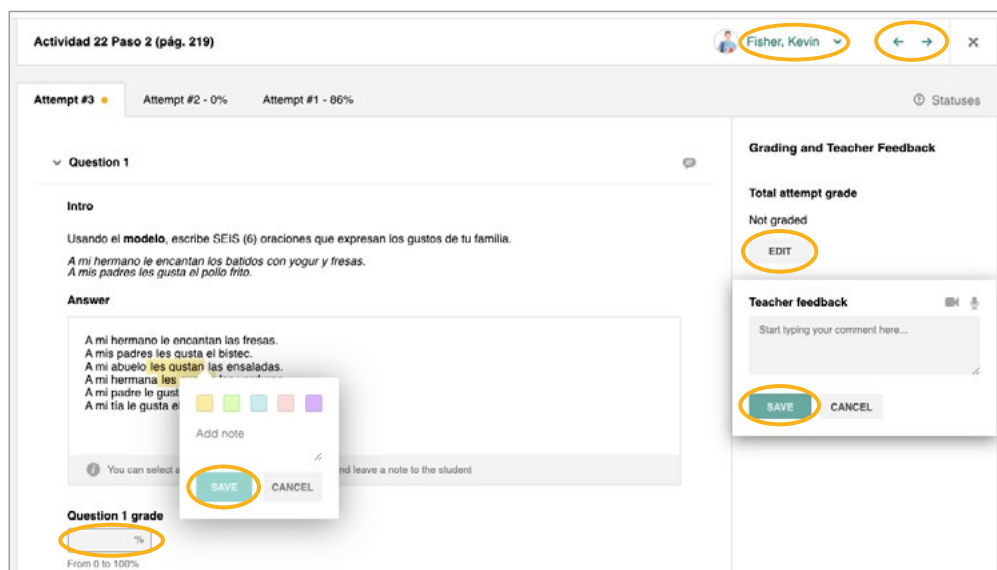 Actividad 22 Paso 2 (pág. 219)
Fisher, Kevin
Attempt #3
Attempt #2 - 0%
Attempt #1 - 86%
Statuses
Question 1
Intro
Usando el modelo, escribe SEIS (6) oraciones que expresan los gustos de tu familia.
A mi hermano le encantan los batidos con yogur y fresas.
A mis padres les gusta el pollo frito.
Answer
A mi hermano le encantan las fresas.
A mis padres les gusta el bistec.
A mi abuelo les gustan las ensaladas.
A mi hermana les
A mi padre le gust
A mi tía le gusta e
Add note
You can select a
nd leave a note to the student
SAVE
CANCEL
Question 1 grade
%
From 0 to 100%
Grading and Teacher Feedback
Total attempt grade
Not graded
EDIT
Teacher feedback
Start typing your comment here...
SAVE
CANCEL